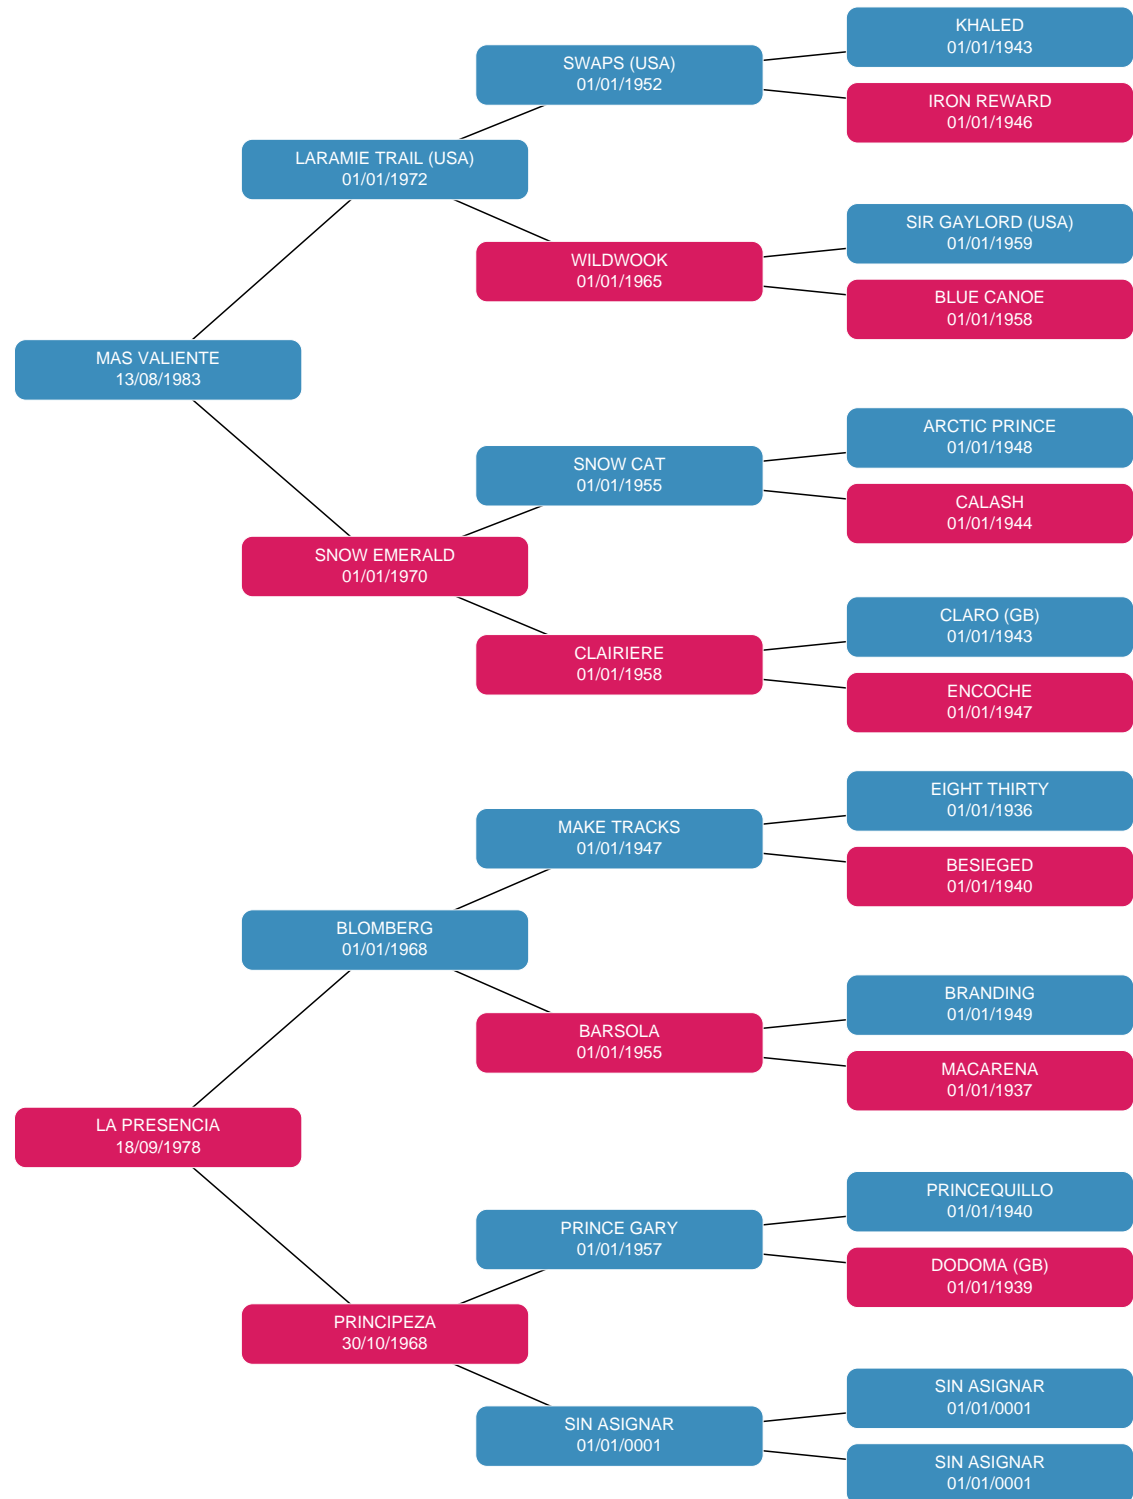 KHALED
01/01/1943
SWAPS (USA)
01/01/1952
IRON REWARD
01/01/1946
LARAMIE TRAIL (USA)
01/01/1972
SIR GAYLORD (USA)
01/01/1959
WILDWOOK
01/01/1965
BLUE CANOE
01/01/1958
MAS VALIENTE
13/08/1983
ARCTIC PRINCE
01/01/1948
SNOW CAT
01/01/1955
CALASH
01/01/1944
SNOW EMERALD
01/01/1970
CLARO (GB)
01/01/1943
CLAIRIERE
01/01/1958
ENCOCHE
01/01/1947
EIGHT THIRTY
01/01/1936
MAKE TRACKS
01/01/1947
BESIEGED
01/01/1940
BLOMBERG
01/01/1968
BRANDING
01/01/1949
BARSOLA
01/01/1955
MACARENA
01/01/1937
LA PRESENCIA
18/09/1978
PRINCEQUILLO
01/01/1940
PRINCE GARY
01/01/1957
DODOMA (GB)
01/01/1939
PRINCIPEZA
30/10/1968
SIN ASIGNAR
01/01/0001
SIN ASIGNAR
01/01/0001
SIN ASIGNAR
01/01/0001